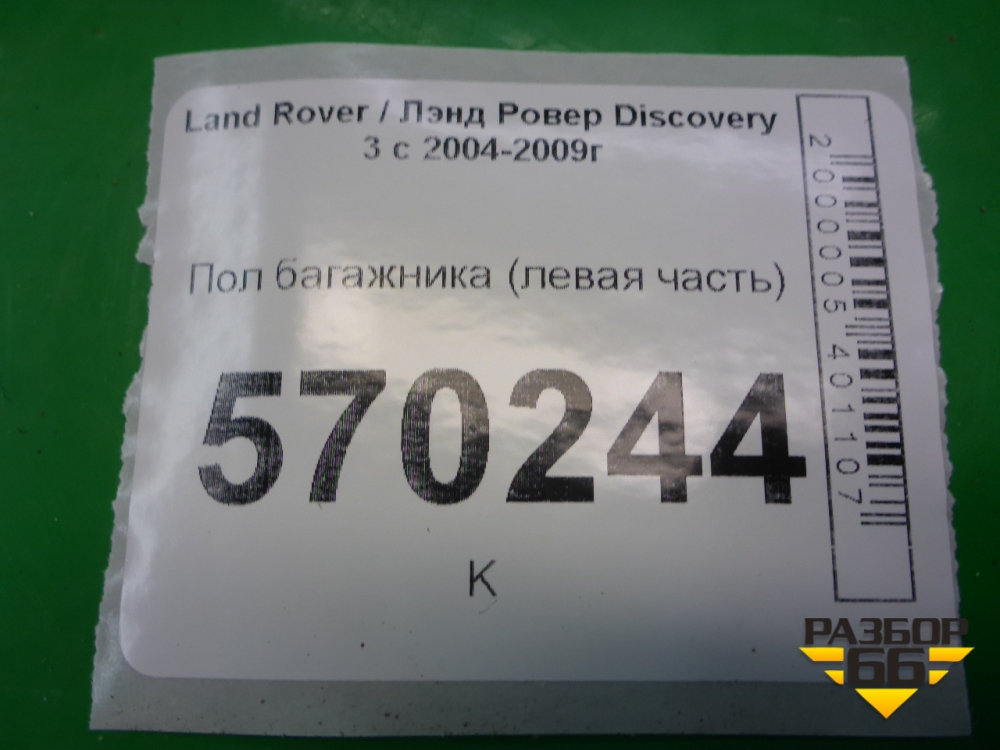 Land Rover / Лэнд Ровер Discovery
3 с 2004-2009г
Пол багажника (левая часть)
570244
К
2000005401107
РАЗБОР
66